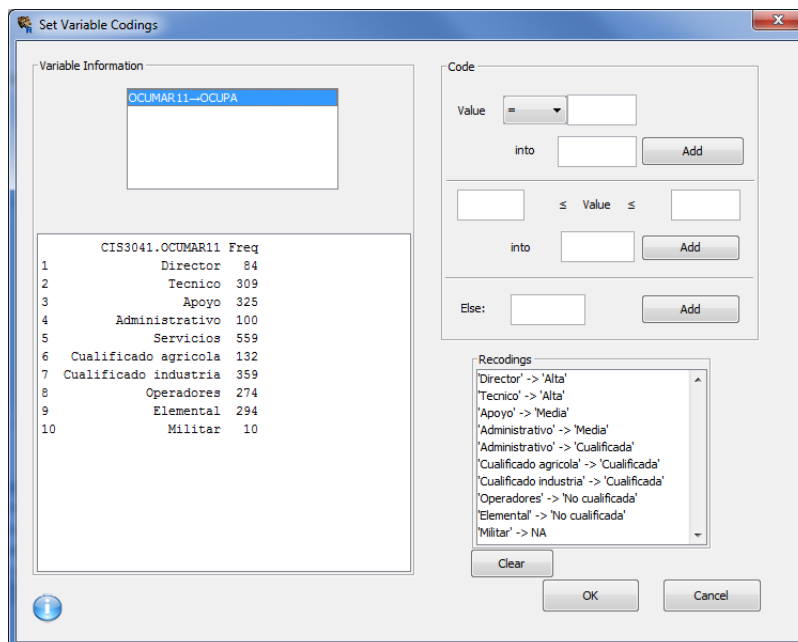 Set Variable Codings
Variable Information
OCUMAR11→OCUPA
CIS3041.OCUMAR11 Freq
1 Director 84
2 Tecnico 309
3 Apoyo 325
4 Administrativo 100
5 Servicios 559
6 Cualificado agricola 132
7 Cualificado industria 359
8 Operadores 274
9 Elemental 294
10 Militar 10
Code
Value =
into Add
≤ Value ≤
into Add
Else: Add
Recodings
'Director' -> 'Alta'
'Tecnico' -> 'Alta'
'Apoyo' -> 'Media'
'Administrativo' -> 'Media'
'Administrativo' -> 'Cualificada'
'Cualificado agricola' -> 'Cualificada'
'Cualificado industria' -> 'Cualificada'
'Operadores' -> 'No cualificada'
'Elemental' -> 'No cualificada'
'Militar' -> NA
Clear
OK Cancel